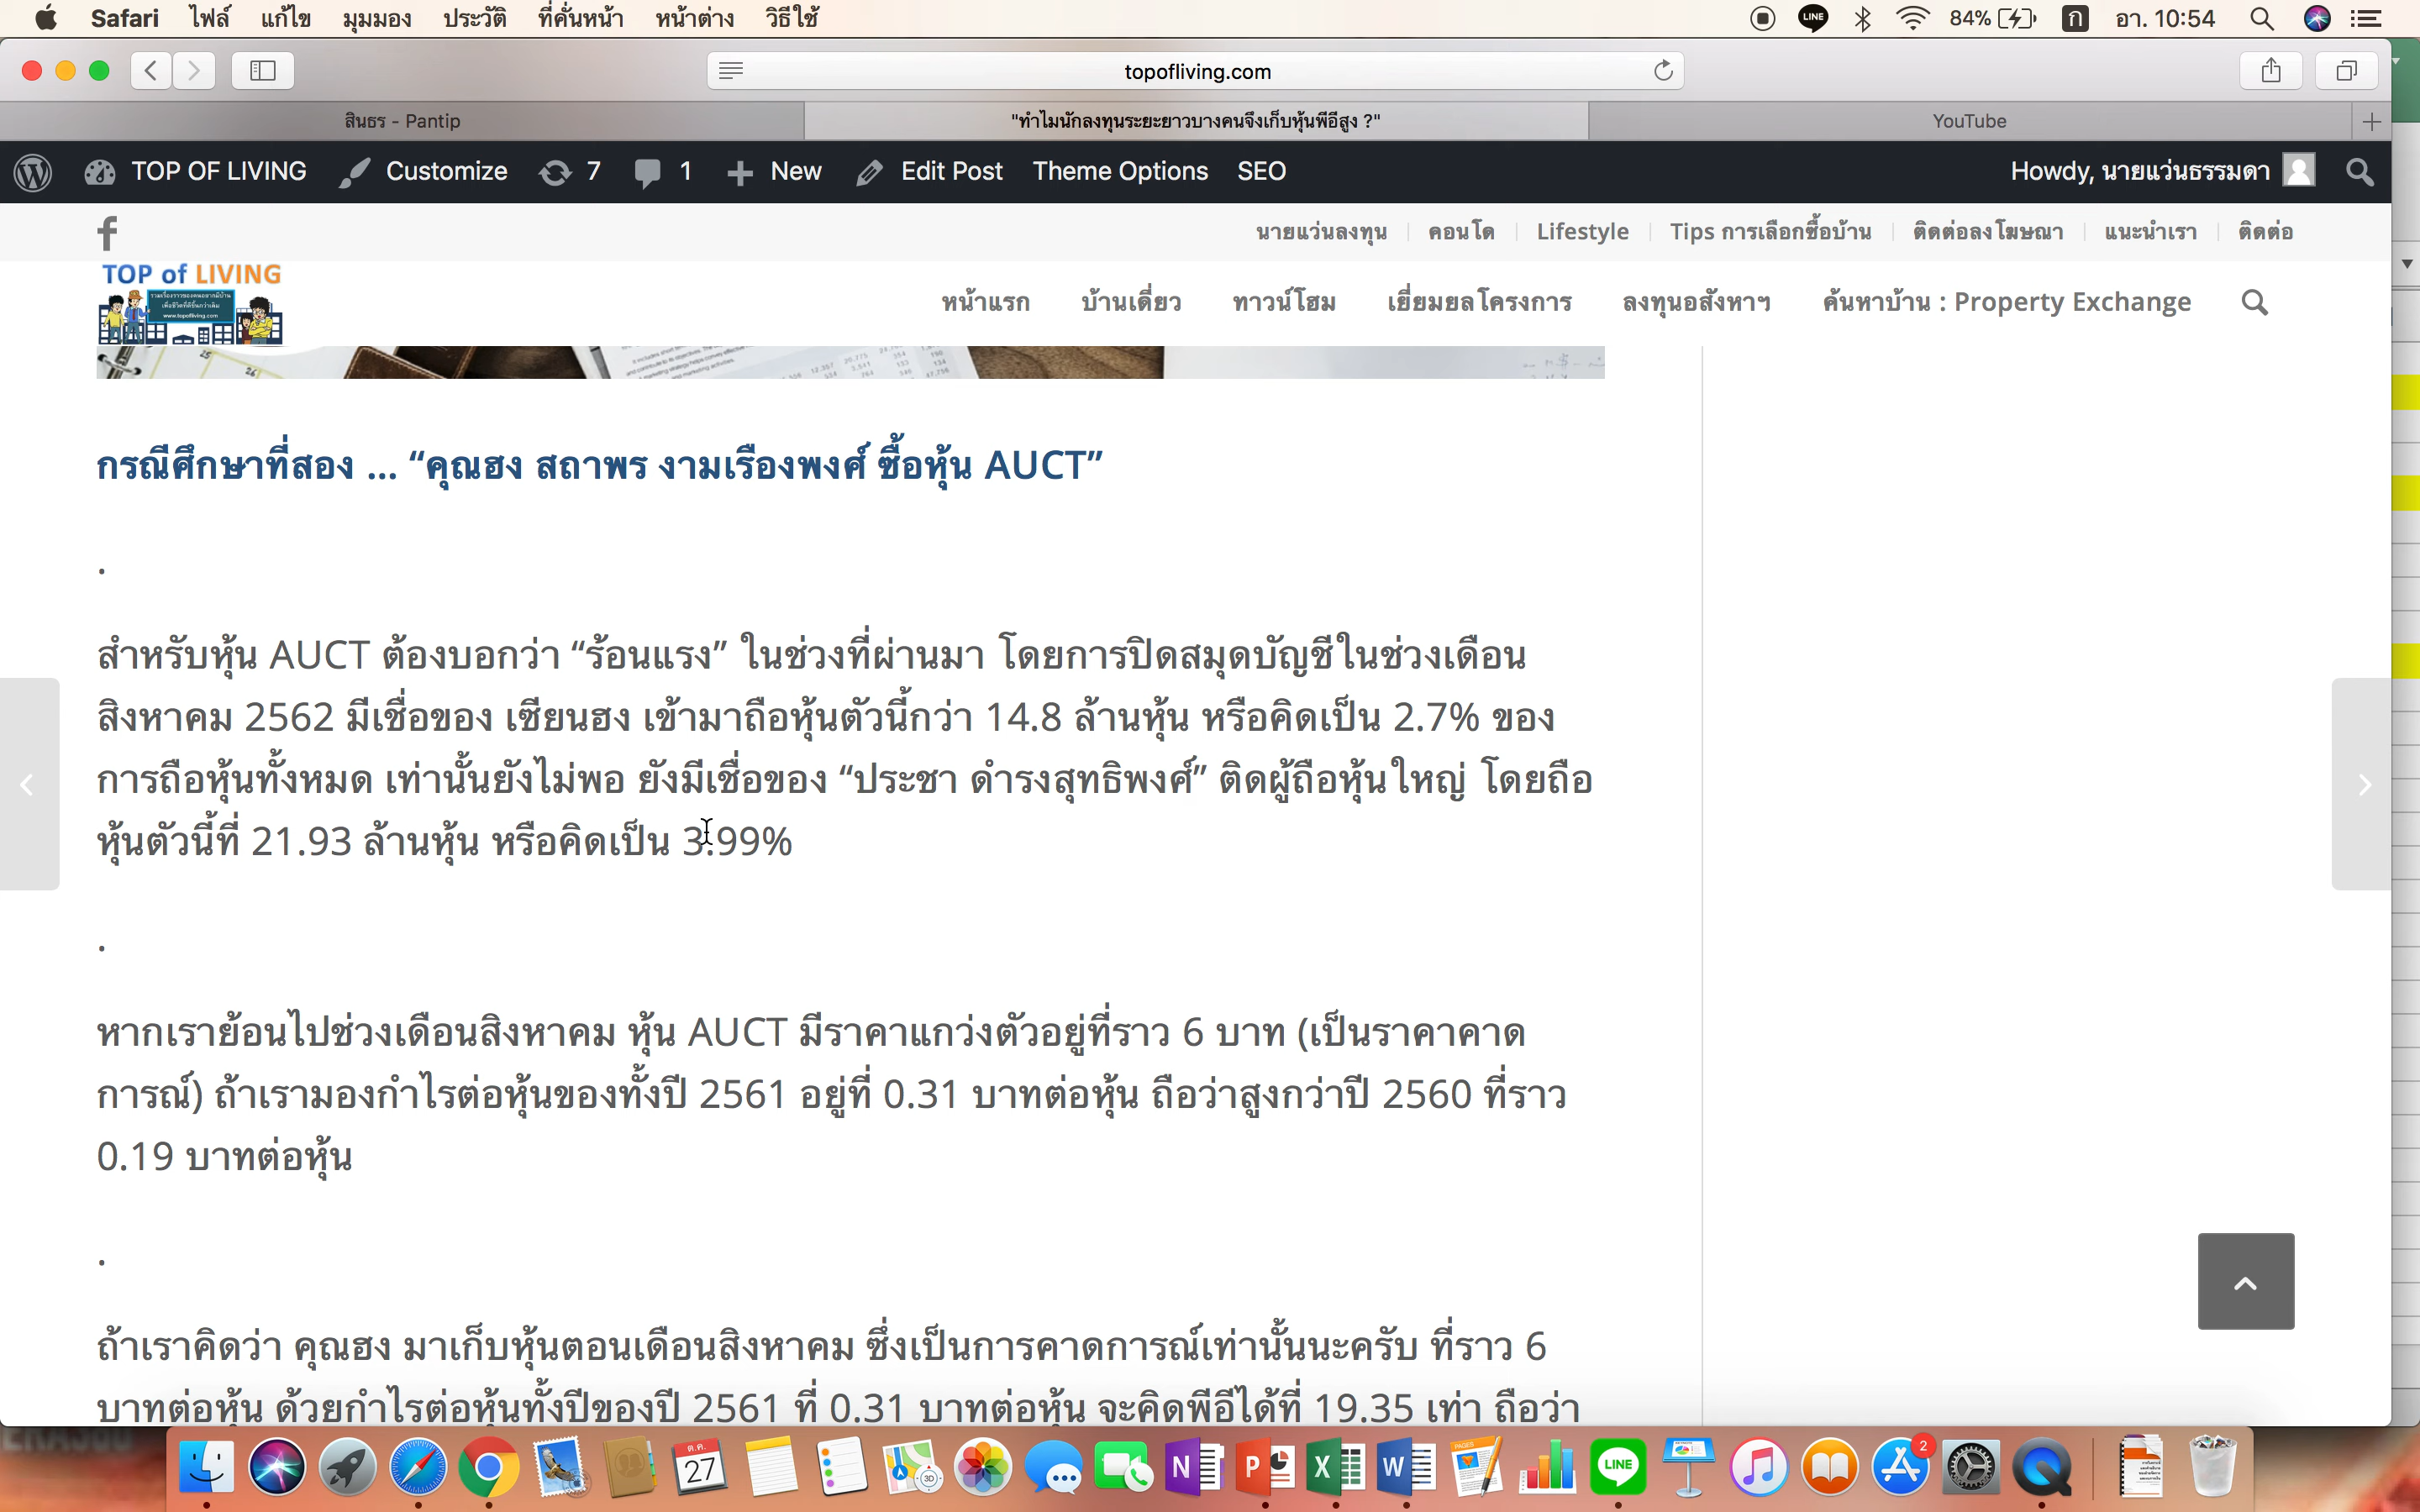 Safari ไฟล์ แก้ไข มุมมอง ประวัติ ที่คั่นหน้า หน้าต่าง วิธีใช้ LINE 84% ก อา. 10:54
topofliving.com
สินธร - Pantip "ทำไมนักลงทุนระยะยาวบางคนจึงเก็บหุ้นพีอีสูง ?" YouTube
TOP OF LIVING Customize 7 1 New Edit Post Theme Options SEO Howdy, นายแว่นธรรมดา
นายแว่นลงทุน คอนโด Lifestyle Tips การเลือกซื้อบ้าน ติดต่อลงโฆษณา แนะนำเรา ติดต่อ
TOP of LIVING
www.topofliving.com
หน้าแรก บ้านเดี่ยว ทาวน์โฮม เยี่ยมยลโครงการ ลงทุนอสังหาฯ ค้นหาบ้าน : Property Exchange
กรณีศึกษาที่สอง ... “คุณฮง สถาพร งามเรืองพงศ์ ซื้อหุ้น AUCT”
.
สำหรับหุ้น AUCT ต้องบอกว่า “ร้อนแรง” ในช่วงที่ผ่านมา โดยการปิดสมุดบัญชีในช่วงเดือน
สิงหาคม 2562 มีเชื่อของ เซียนฮง เข้ามาถือหุ้นตัวนี้กว่า 14.8 ล้านหุ้น หรือคิดเป็น 2.7% ของ
การถือหุ้นทั้งหมด เท่านั้นยังไม่พอ ยังมีเชื่อของ “ประชา ดำรงสุทธิพงศ์” ติดผู้ถือหุ้นใหญ่ โดยถือ
หุ้นตัวนี้ที่ 21.93 ล้านหุ้น หรือคิดเป็น 3.99%
.
หากเราย้อนไปช่วงเดือนสิงหาคม หุ้น AUCT มีราคาแกว่งตัวอยู่ที่ราว 6 บาท (เป็นราคาคาด
การณ์) ถ้าเรามองกำไรต่อหุ้นของทั้งปี 2561 อยู่ที่ 0.31 บาทต่อหุ้น ถือว่าสูงกว่าปี 2560 ที่ราว
0.19 บาทต่อหุ้น
.
ถ้าเราคิดว่า คุณฮง มาเก็บหุ้นตอนเดือนสิงหาคม ซึ่งเป็นการคาดการณ์เท่านั้นนะครับ ที่ราว 6
บาทต่อหุ้น ด้วยกำไรต่อหุ้นทั้งปีของปี 2561 ที่ 0.31 บาทต่อหุ้น จะคิดพีอีได้ที่ 19.35 เท่า ถือว่า
ต.ค.
27
3D
N P X W PAGES LINE 2